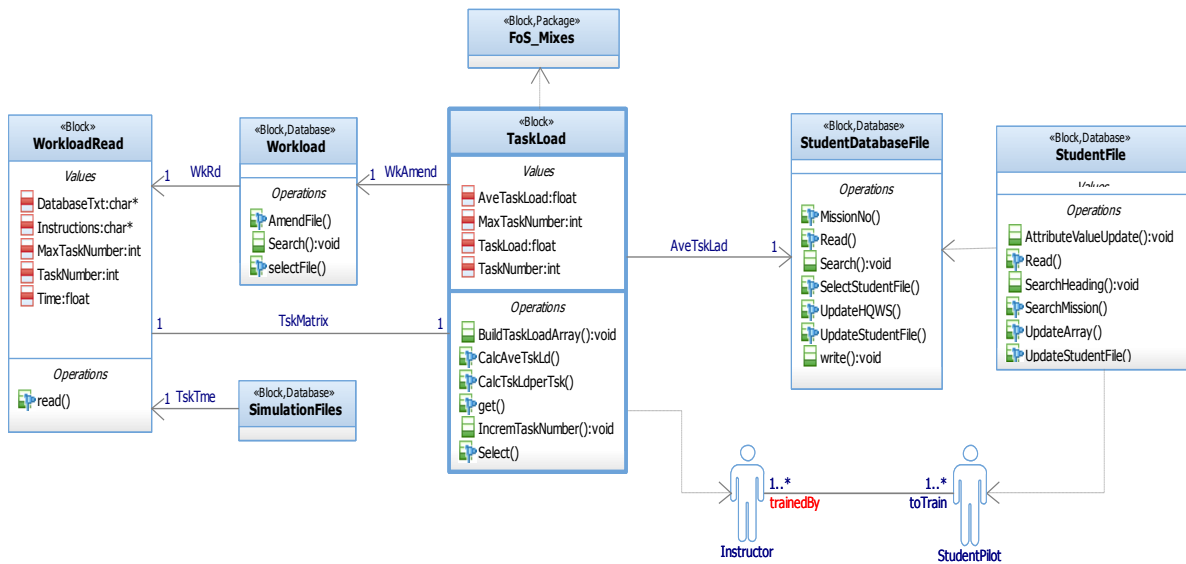 «Block,Package»
FoS_Mixes
«Block»
WorkloadRead
Values
DatabaseTxt:char*
Instructions:char*
MaxTaskNumber:int
TaskNumber:int
Time:float
Operations
read()
1 WkRd
«Block,Database»
Workload
Operations
AmendFile()
Search():void
selectFile()
1 WkAmend
«Block»
TaskLoad
Values
AveTaskLoad:float
MaxTaskNumber:int
TaskLoad:float
TaskNumber:int
Operations
BuildTaskLoadArray():void
CalcAveTskLd()
CalcTskLdperTsk()
get()
IncremTaskNumber():void
Select()
1 TskMatrix 1
1 TskTme
«Block,Database»
SimulationFiles
AveTskLad 1
«Block,Database»
StudentDatabaseFile
Operations
MissionNo()
Read()
Search():void
SelectStudentFile()
UpdateHQWS()
UpdateStudentFile()
write():void
«Block,Database»
StudentFile
Values
Operations
AttributeValueUpdate():void
Read()
SearchHeading():void
SearchMission()
UpdateArray()
UpdateStudentFile()
1..* 1..*
trainedBy toTrain
Instructor
StudentPilot